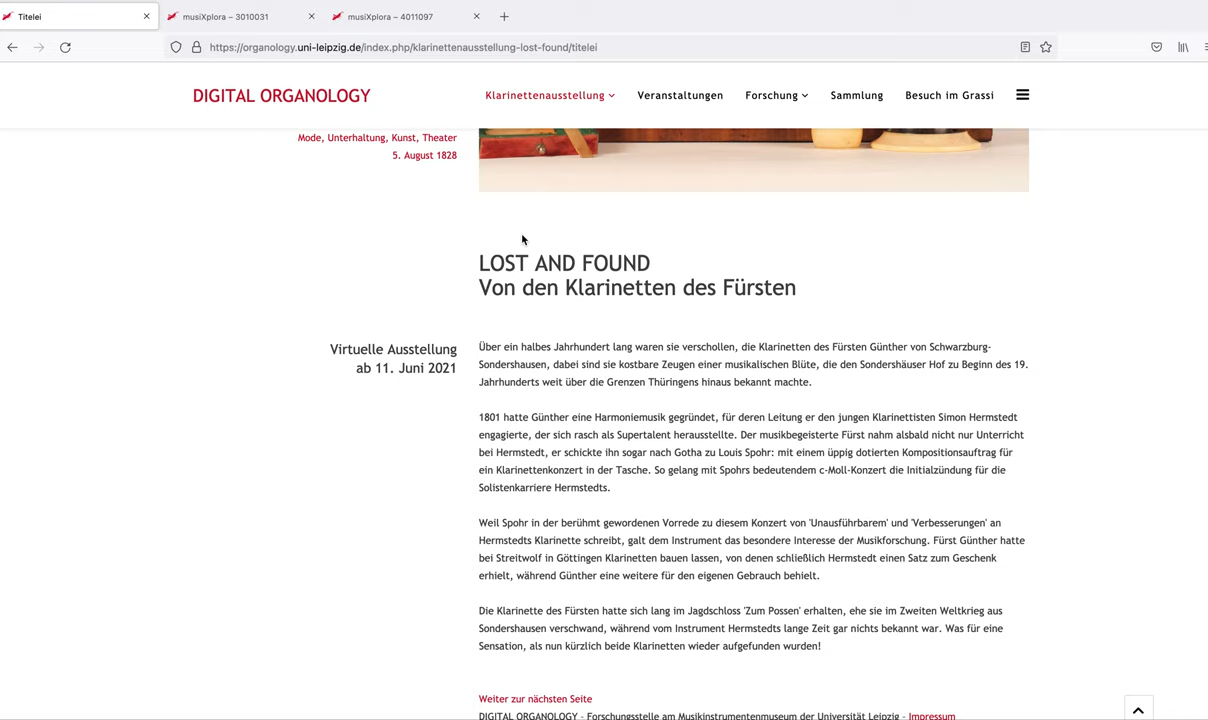 Titelei
musiXplora – 3010031
musiXplora – 4011097
https://organology.uni-leipzig.de/index.php/klarinettenausstellung-lost-found/titelei
DIGITAL ORGANOLOGY
Klarinettenausstellung
Veranstaltungen
Forschung
Sammlung
Besuch im Grassi
Mode, Unterhaltung, Kunst, Theater
5. August 1828
LOST AND FOUND
Von den Klarinetten des Fürsten
Virtuelle Ausstellung
ab 11. Juni 2021
Über ein halbes Jahrhundert lang waren sie verschollen, die Klarinetten des Fürsten Günther von Schwarzburg-
Sondershausen, dabei sind sie kostbare Zeugen einer musikalischen Blüte, die den Sondershäuser Hof zu Beginn des 19.
Jahrhunderts weit über die Grenzen Thüringens hinaus bekannt machte.
1801 hatte Günther eine Harmoniemusik gegründet, für deren Leitung er den jungen Klarinettisten Simon Hermstedt
engagierte, der sich rasch als Supertalent herausstellte. Der musikbegeisterte Fürst nahm alsbald nicht nur Unterricht
bei Hermstedt, er schickte ihn sogar nach Gotha zu Louis Spohr: mit einem üppig dotierten Kompositionsauftrag für
ein Klarinettenkonzert in der Tasche. So gelang mit Spohrs bedeutendem c-Moll-Konzert die Initialzündung für die
Solistenkarriere Hermstedts.
Weil Spohr in der berühmt gewordenen Vorrede zu diesem Konzert von 'Unausführbarem' und 'Verbesserungen' an
Hermstedts Klarinette schreibt, galt dem Instrument das besondere Interesse der Musikforschung. Fürst Günther hatte
bei Streitwolf in Göttingen Klarinetten bauen lassen, von denen schließlich Hermstedt einen Satz zum Geschenk
erhielt, während Günther eine weitere für den eigenen Gebrauch behielt.
Die Klarinette des Fürsten hatte sich lang im Jagdschloss 'Zum Possen' erhalten, ehe sie im Zweiten Weltkrieg aus
Sondershausen verschwand, während vom Instrument Hermstedts lange Zeit gar nichts bekannt war. Was für eine
Sensation, als nun kürzlich beide Klarinetten wieder aufgefunden wurden!
Weiter zur nächsten Seite
DIGITAL ORGANOLOGY - Forschungsstelle am Musikinstrumentenmuseum der Universität Leipzig - Impressum